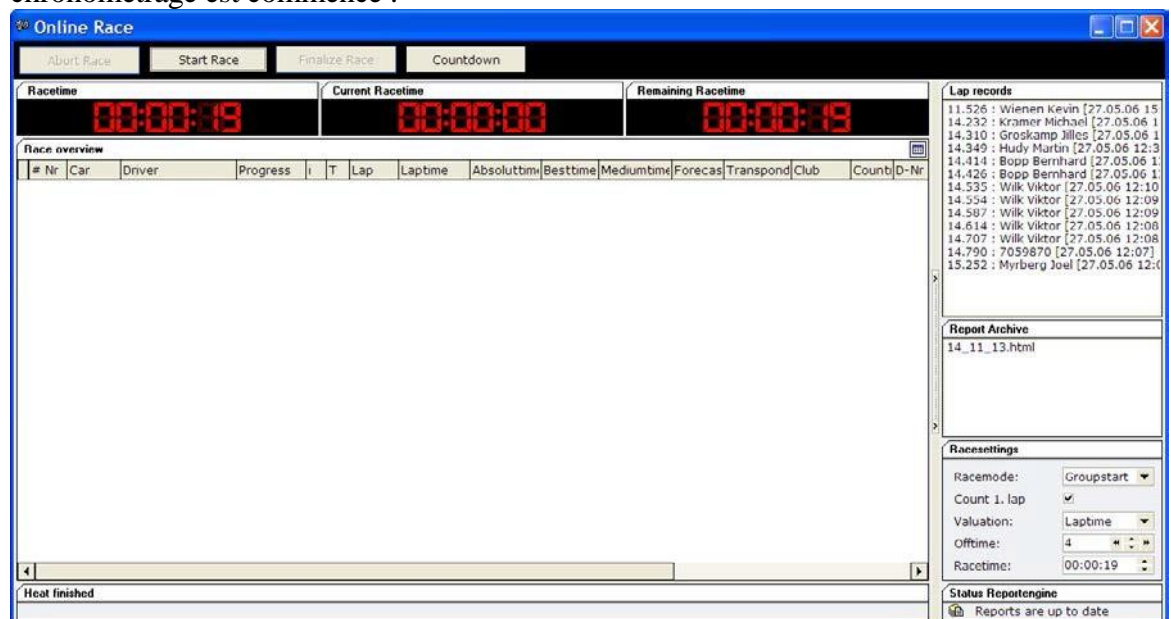 chronométrage est commencé :
Online Race
Abort Race Start Race Finalize Race Countdown
Racetime Current Racetime Remaining Racetime
00:00:19 00:00:00 00:00:19
Race overview
# Nr Car Driver Progress T Lap Laptime Absoluttim Besttime Mediumtime Forecas Transpond Club Count D-Nr
Heat finished
Lap records
11.526 : Wienen Kevin [27.05.06 15
14.232 : Kramer Michael [27.05.06 1
14.310 : Groskamp Jilles [27.05.06 1
14.349 : Hudy Martin [27.05.06 12:3
14.414 : Bopp Bernhard [27.05.06 1
14.426 : Bopp Bernhard [27.05.06 1
14.535 : Wilk Viktor [27.05.06 12:10
14.554 : Wilk Viktor [27.05.06 12:09
14.587 : Wilk Viktor [27.05.06 12:09
14.614 : Wilk Viktor [27.05.06 12:08
14.707 : Wilk Viktor [27.05.06 12:08
14.790 : 7059870 [27.05.06 12:07]
15.252 : Myrberg Joel [27.05.06 12:0
Report Archive
14_11_13.html
Racesettings
Racemode: Groupstart
Count 1. lap
Valuation: Laptime
Offtime: 4
Racetime: 00:00:19
Status Reportengine
Reports are up to date